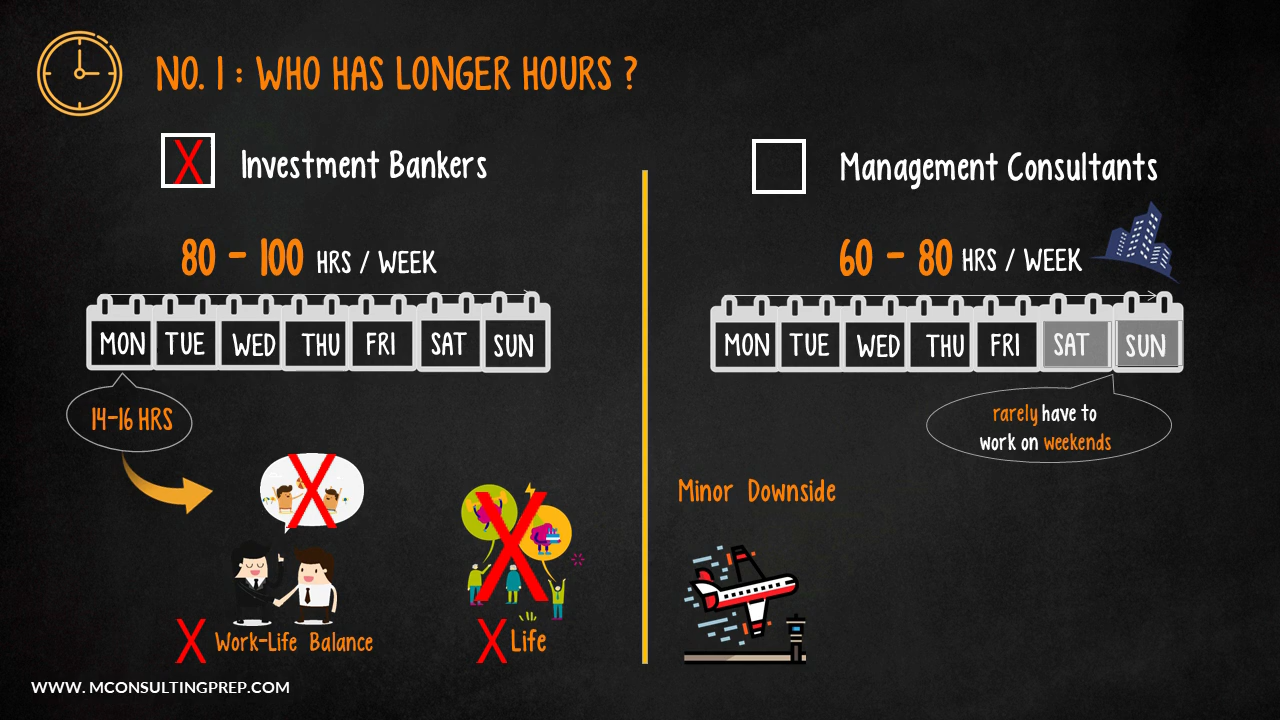 NO. 1 : WHO HAS LONGER HOURS ?
X Investment Bankers
80 - 100 HRS / WEEK
MON TUE WED THU FRI SAT SUN
14-16 HRS
X
X
X Work-Life Balance
X Life
Management Consultants
60 - 80 HRS / WEEK
MON TUE WED THU FRI SAT SUN
rarely have to
work on weekends
Minor Downside
WWW. MCONSULTINGPREP.COM